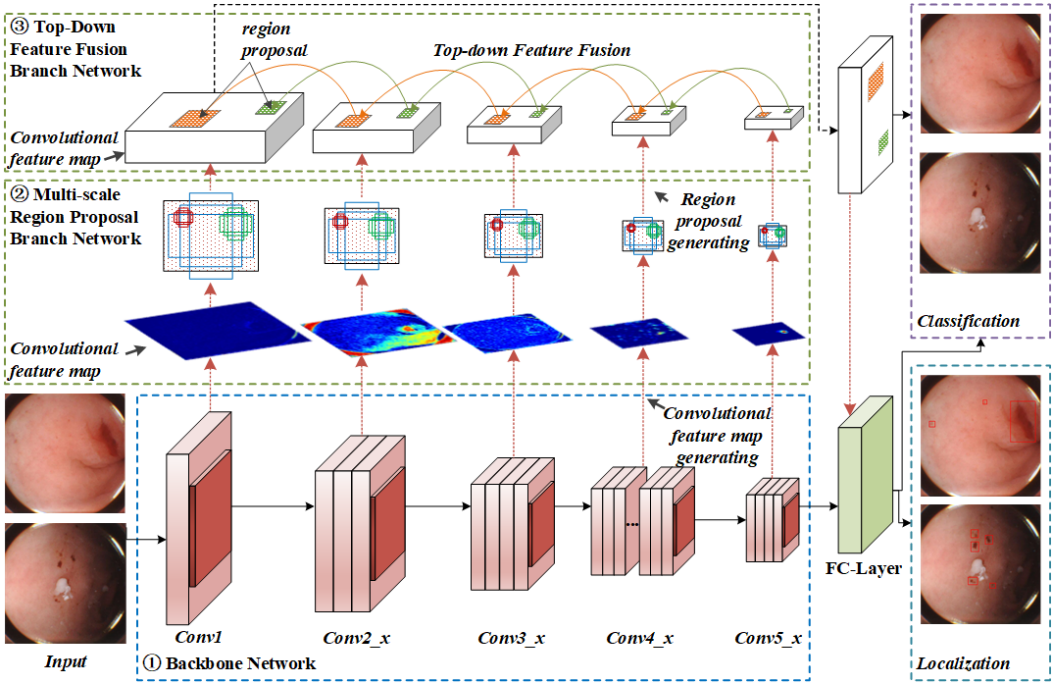 ③ Top-Down
Feature Fusion
Branch Network
region
proposal
Top-down Feature Fusion
Convolutional
feature map
② Multi-scale
Region Proposal
Branch Network
Region
proposal
generating
Convolutional
feature map
Classification
Convolutional
feature map
generating
...
FC-Layer
Conv1
Conv2_x
Conv3_x
Conv4_x
Conv5_x
Input
① Backbone Network
Localization